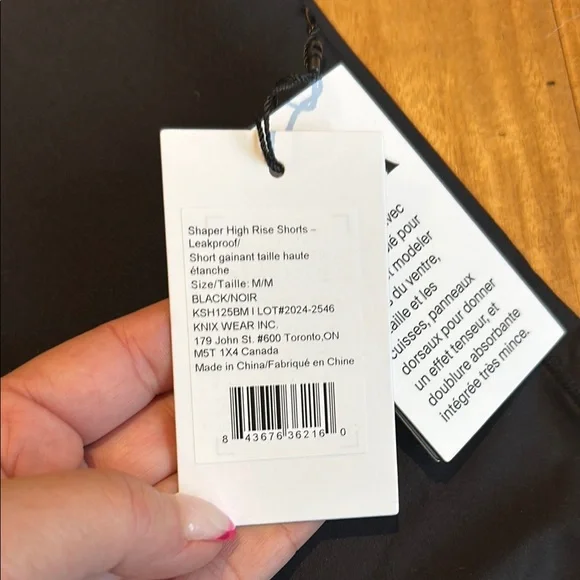 Shaper High Rise Shorts –
Leakproof/
Short gainant taille haute
étanche
Size/Taille: M/M
BLACK/NOIR
KSH125BM I LOT#2024-2546
KNIX WEAR INC.
179 John St. #600 Toronto,ON
M5T 1X4 Canada
Made in China/Fabriqué en Chine
8 43676 36216 0
pour
modeler
du ventre,
et les
cuisses, panneaux
dorsaux pour donner
un effet tenseur, et
doublure absorbante
intégrée très mince.